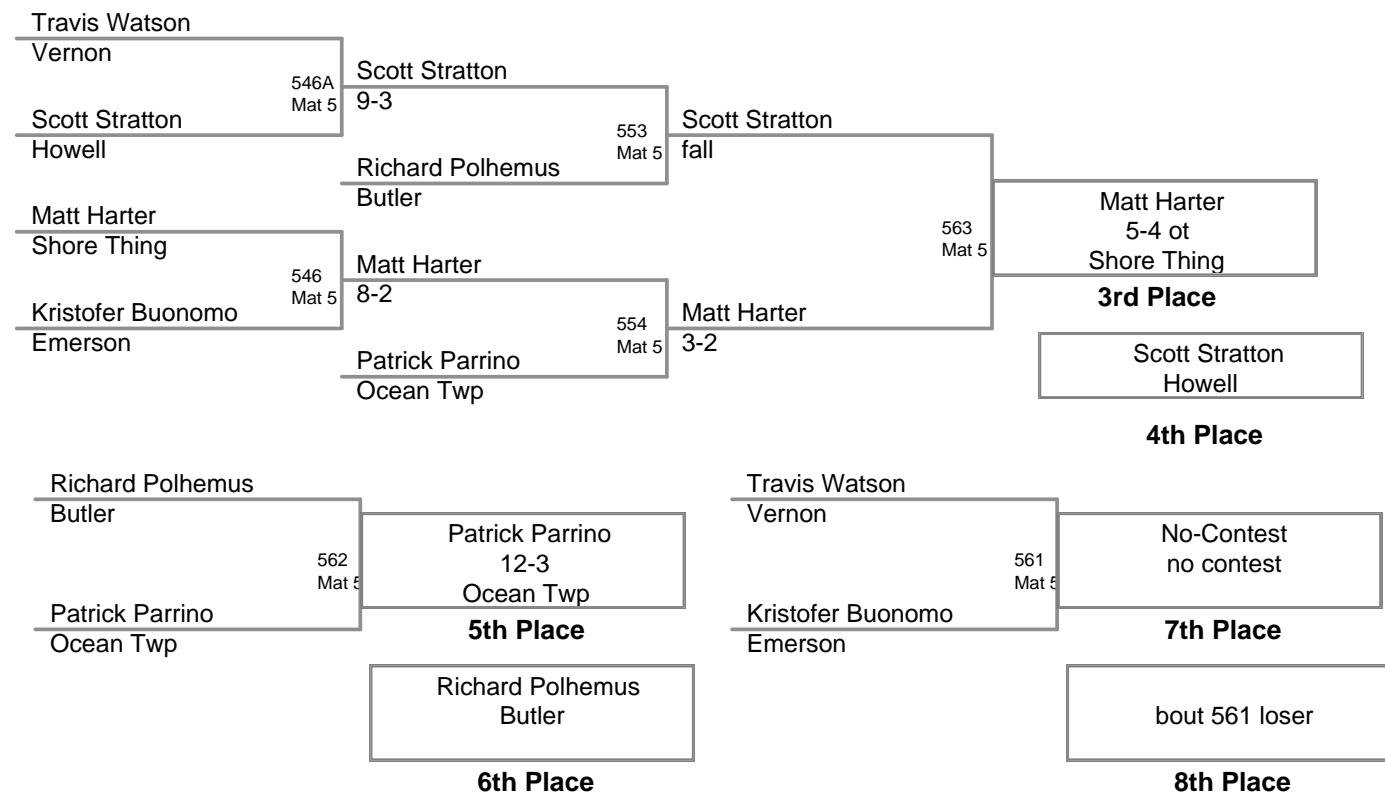 Travis Watson
Vernon
546A
Mat 5
Scott Stratton
9-3
Scott Stratton
Howell
553
Mat 5
Scott Stratton
fall
Richard Polhemus
Butler
Matt Harter
Shore Thing
563
Mat 5
Matt Harter
5-4 ot
Shore Thing
3rd Place
546
Mat 5
Matt Harter
8-2
Kristofer Buonomo
Emerson
554
Mat 5
Matt Harter
3-2
Patrick Parrino
Ocean Twp
Scott Stratton
Howell
4th Place
Richard Polhemus
Butler
562
Mat 5
Patrick Parrino
12-3
Ocean Twp
5th Place
Patrick Parrino
Ocean Twp
Richard Polhemus
Butler
6th Place
Travis Watson
Vernon
561
Mat 5
No-Contest
no contest
7th Place
Kristofer Buonomo
Emerson
bout 561 loser
8th Place